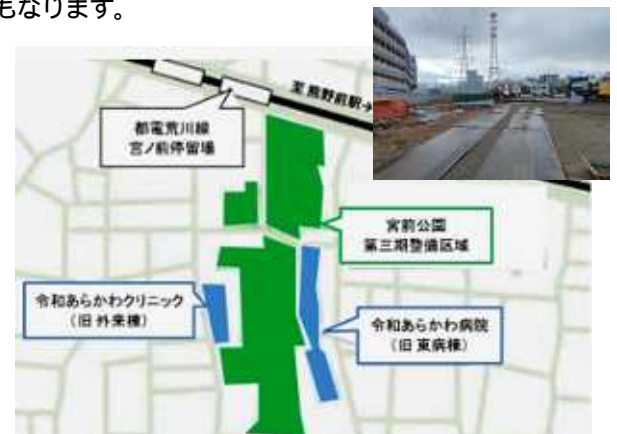 もなります。
至 熊野前駅→
都電荒川線
宮ノ前停留場
宮前公園
第三期整備区域
令和あらかわクリニック
（旧 外来棟）
令和あらかわ病院
（旧 東病棟）